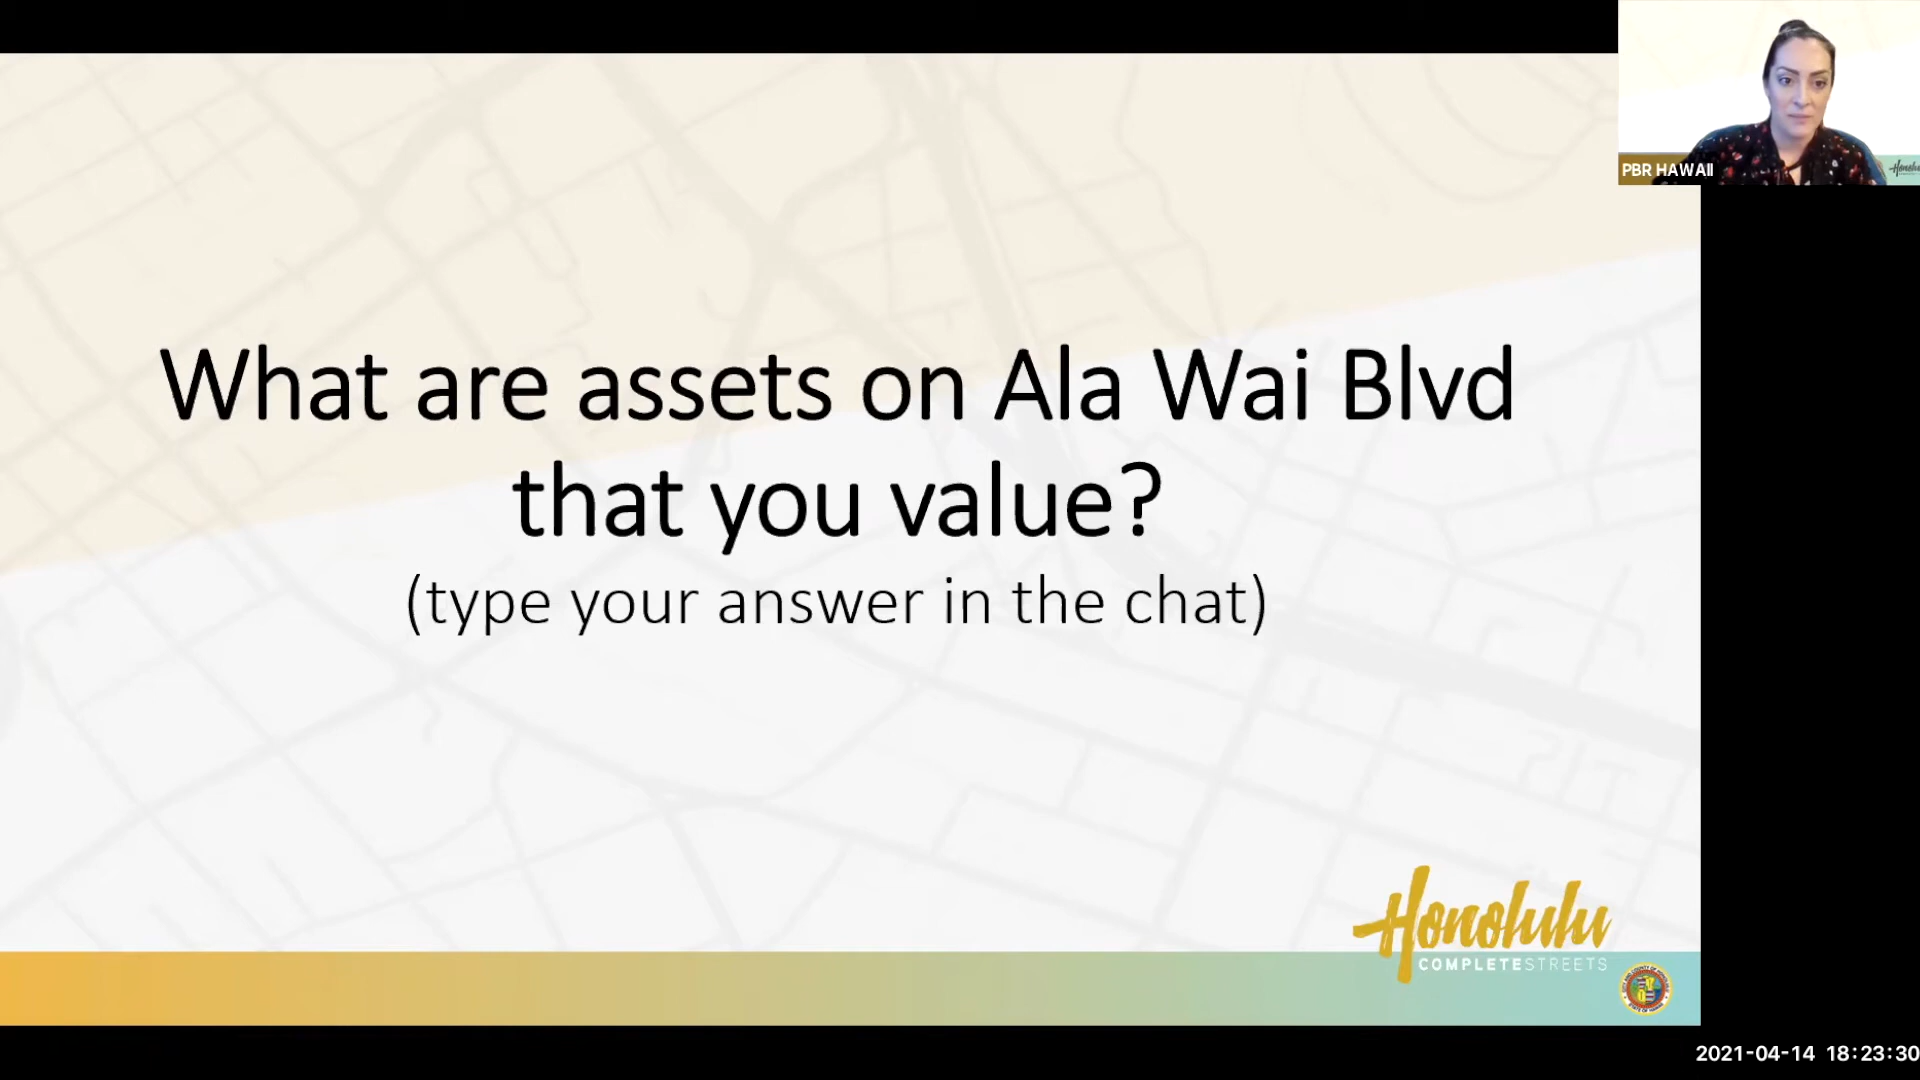 PBR HAWAII
What are assets on Ala Wai Blvd
that you value?
(type your answer in the chat)
Honolulu
COMPLETESTREETS
2021-04-14 18:23:30